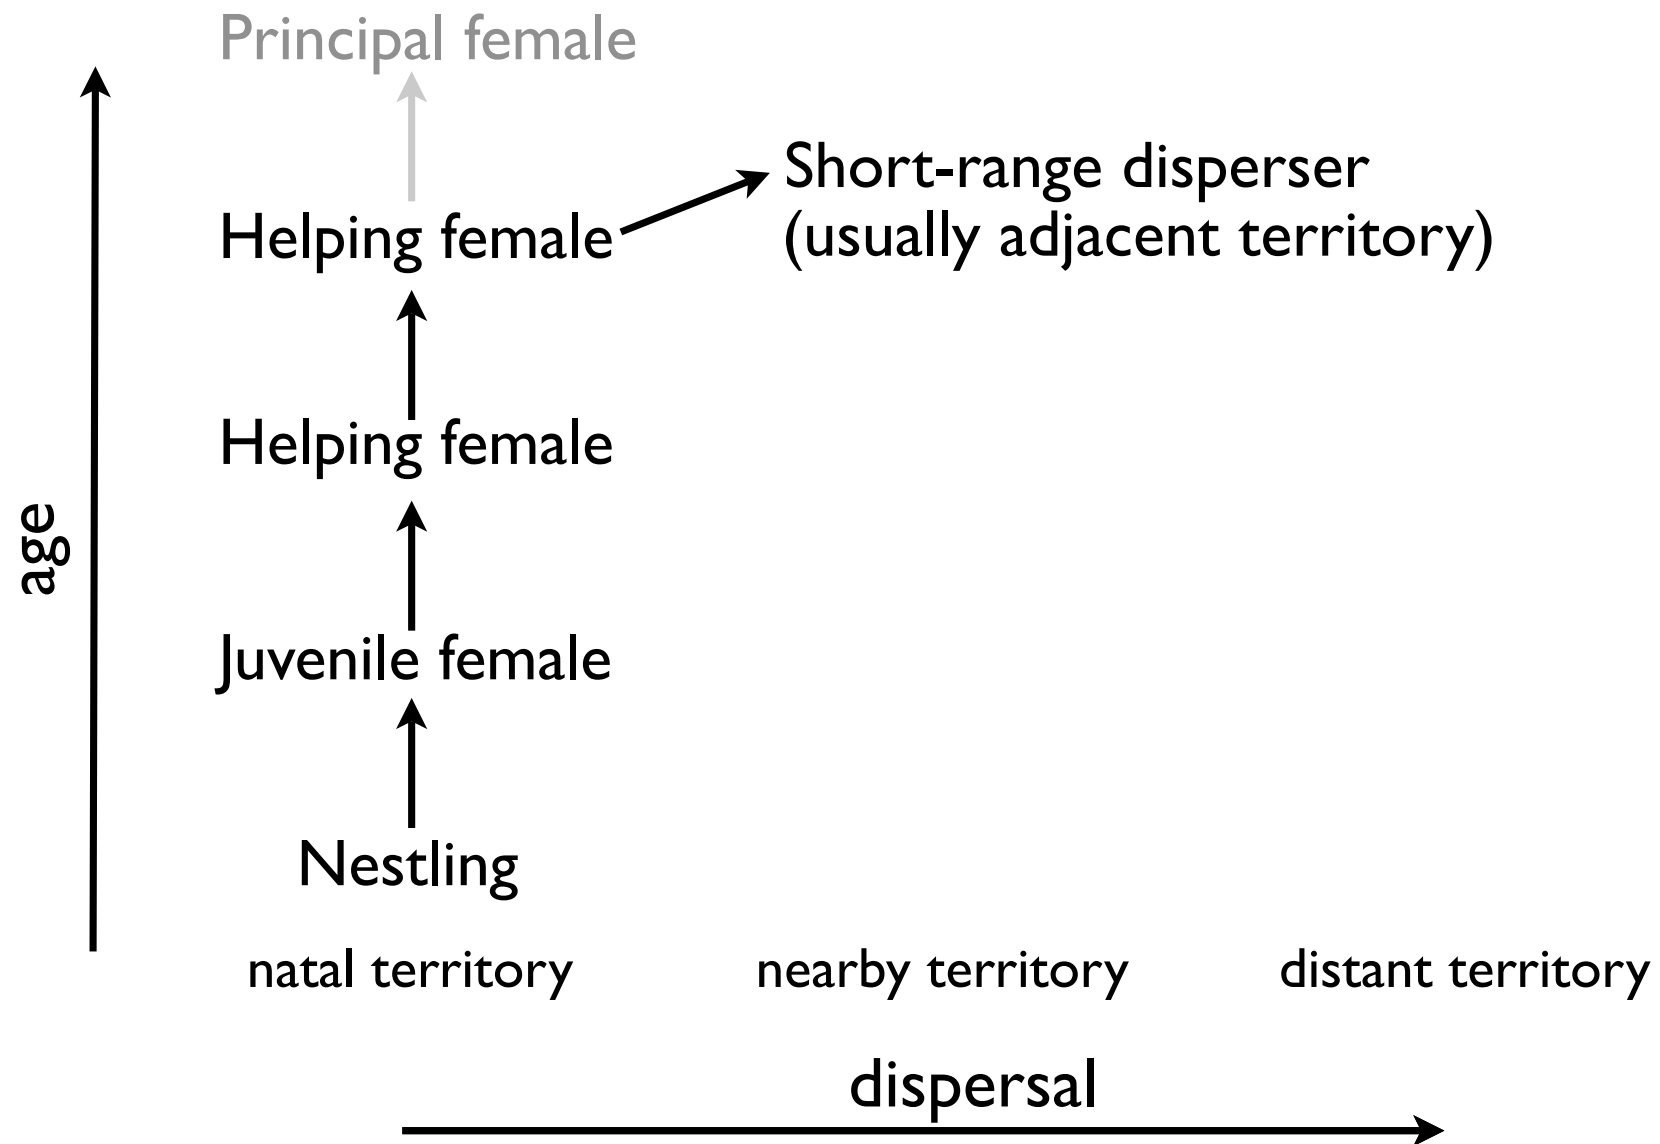 Principal female
Short-range disperser
(usually adjacent territory)
Helping female
Helping female
age
Juvenile female
Nestling
natal territory
nearby territory
distant territory
dispersal